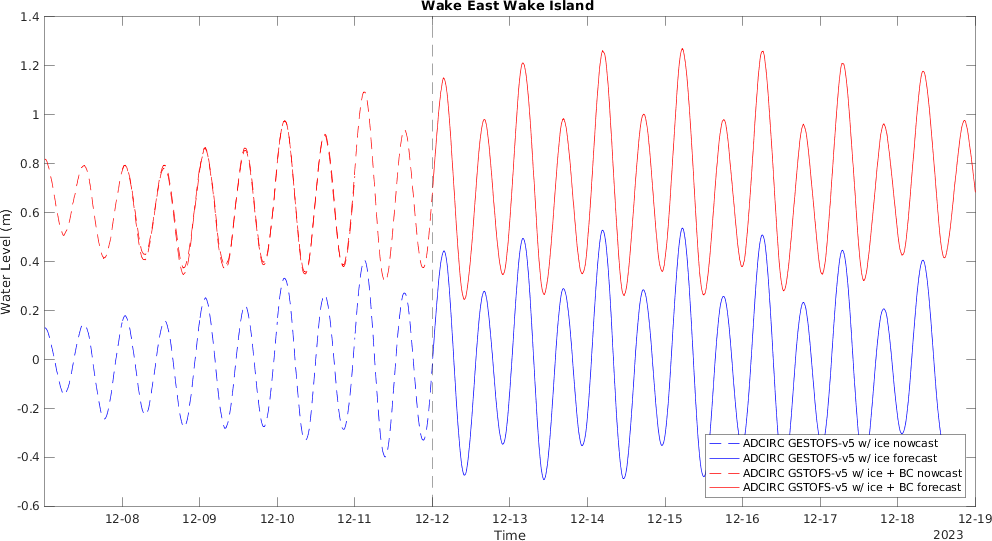 Wake East Wake Island
1.4
1.2
1
0.8
0.6
0.4
0.2
0
-0.2
-0.4
-0.6
Water Level (m)
ADCIRC GESTOFS-v5 w/ ice nowcast
ADCIRC GESTOFS-v5 w/ ice forecast
ADCIRC GSTOFS-v5 w/ ice + BC nowcast
ADCIRC GSTOFS-v5 w/ ice + BC forecast
12-08 12-09 12-10 12-11 12-12 12-13 12-14 12-15 12-16 12-17 12-18 12-19
Time
2023